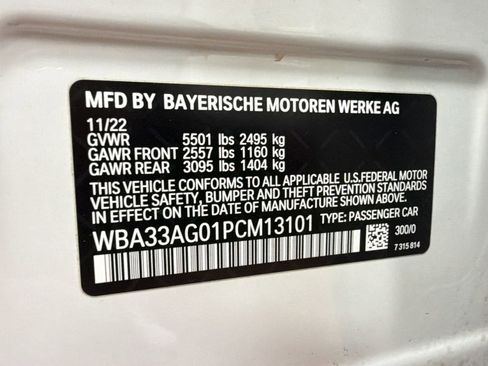 MFD BY BAYERISCHE MOTOREN WERKE AG
11/22
GVWR 5501 lbs 2495 kg
GAWR FRONT 2557 lbs 1160 kg
GAWR REAR 3095 lbs 1404 kg
THIS VEHICLE CONFORMS TO ALL APPLICABLE U.S.FEDERAL MOTOR
VEHICLE SAFETY, BUMPER, AND THEFT PREVENTION STANDARDS
IN EFFECT ON THE DATE OF MANUFACTURE SHOWN ABOVE.
WBA33AG01PCM13101 TYPE: PASSENGER CAR
300/0
7 315 814